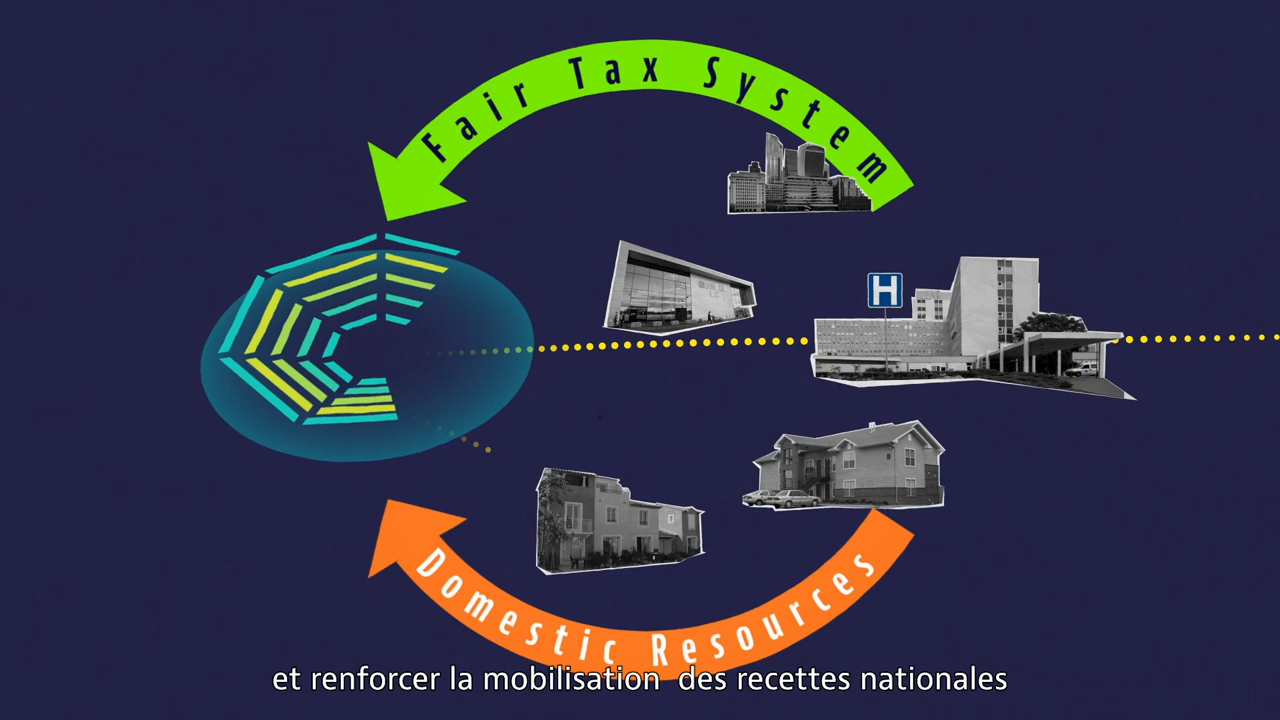 Fair Tax System
H
Domestic Resources
et renforcer la mobilisation  des recettes nationales